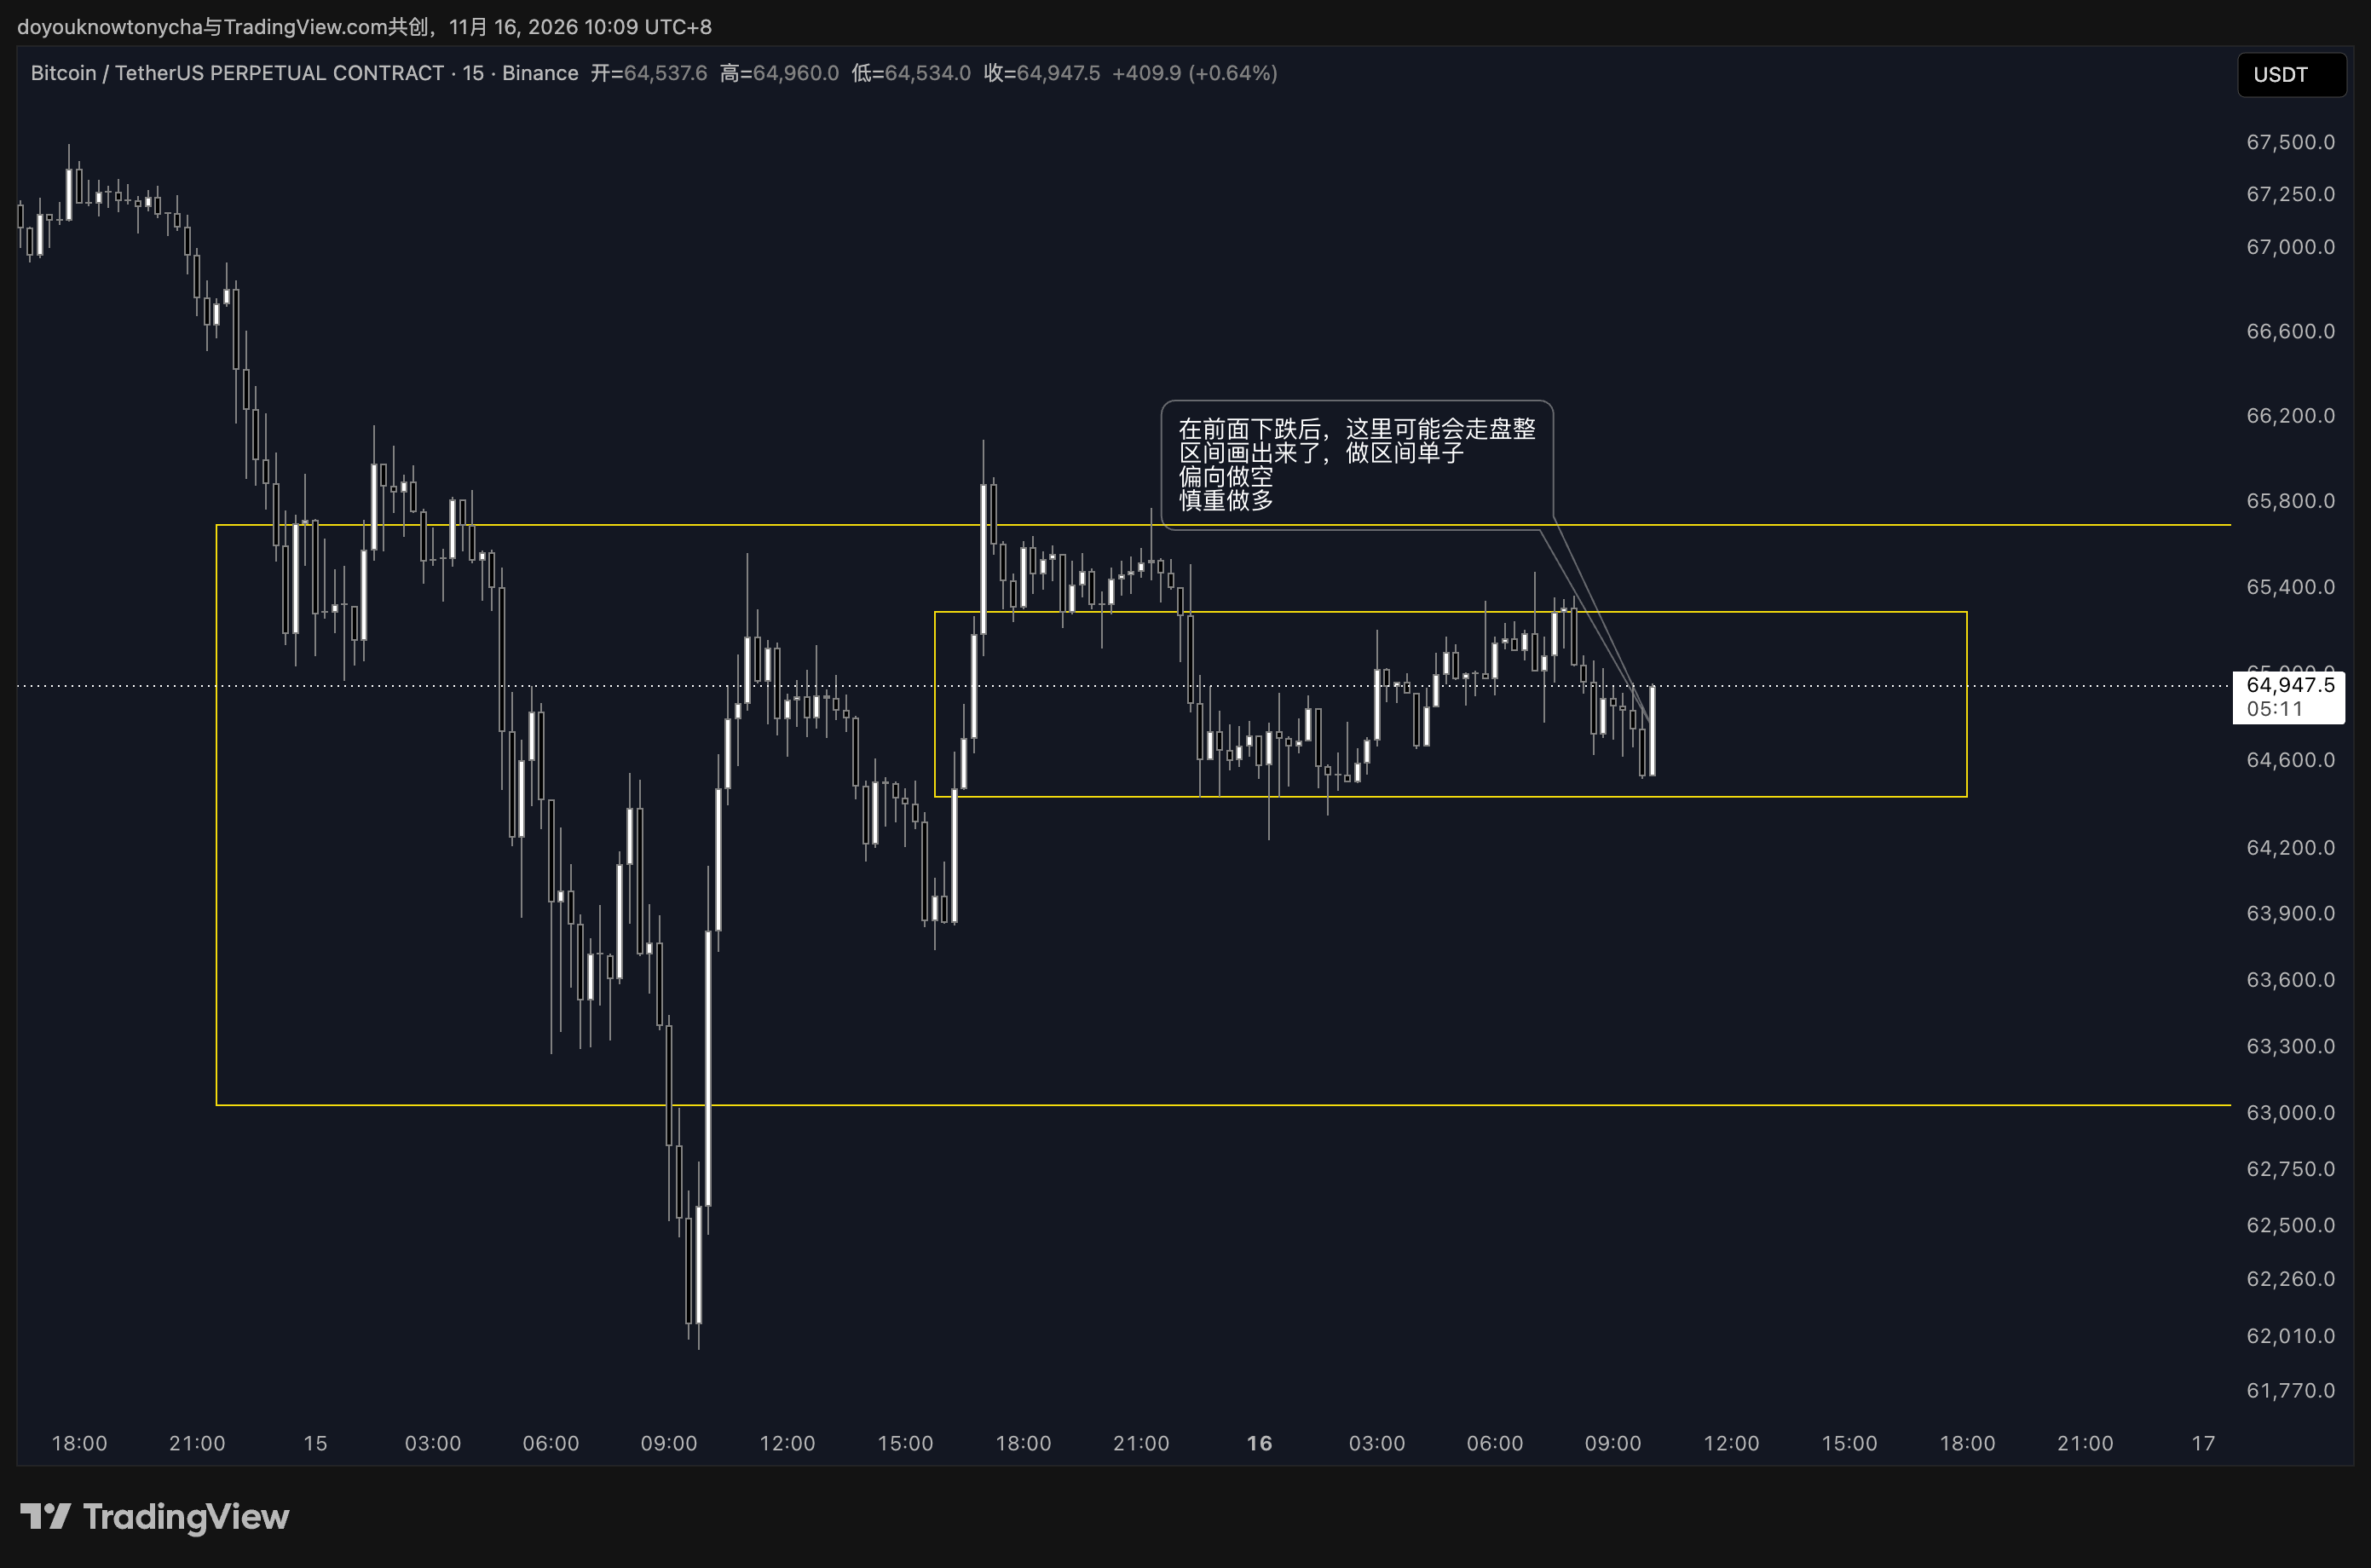 doyouknowtonycha与TradingView.com共创，11月 16, 2026 10:09 UTC+8
Bitcoin / TetherUS PERPETUAL CONTRACT · 15 · Binance 开=64,537.6 高=64,960.0 低=64,534.0 收=64,947.5 +409.9 (+0.64%)
USDT
67,500.0
67,250.0
67,000.0
66,600.0
66,200.0
在前面下跌后，这里可能会走盘整
区间画出来了，做区间单子
偏向做空
慎重做多
65,800.0
65,400.0
65,000.0
64,947.5
05:11
64,600.0
64,200.0
63,900.0
63,600.0
63,300.0
63,000.0
62,750.0
62,500.0
62,260.0
62,010.0
61,770.0
18:00 21:00 15 03:00 06:00 09:00 12:00 15:00 18:00 21:00 16 03:00 06:00 09:00 12:00 15:00 18:00 21:00 17
TradingView